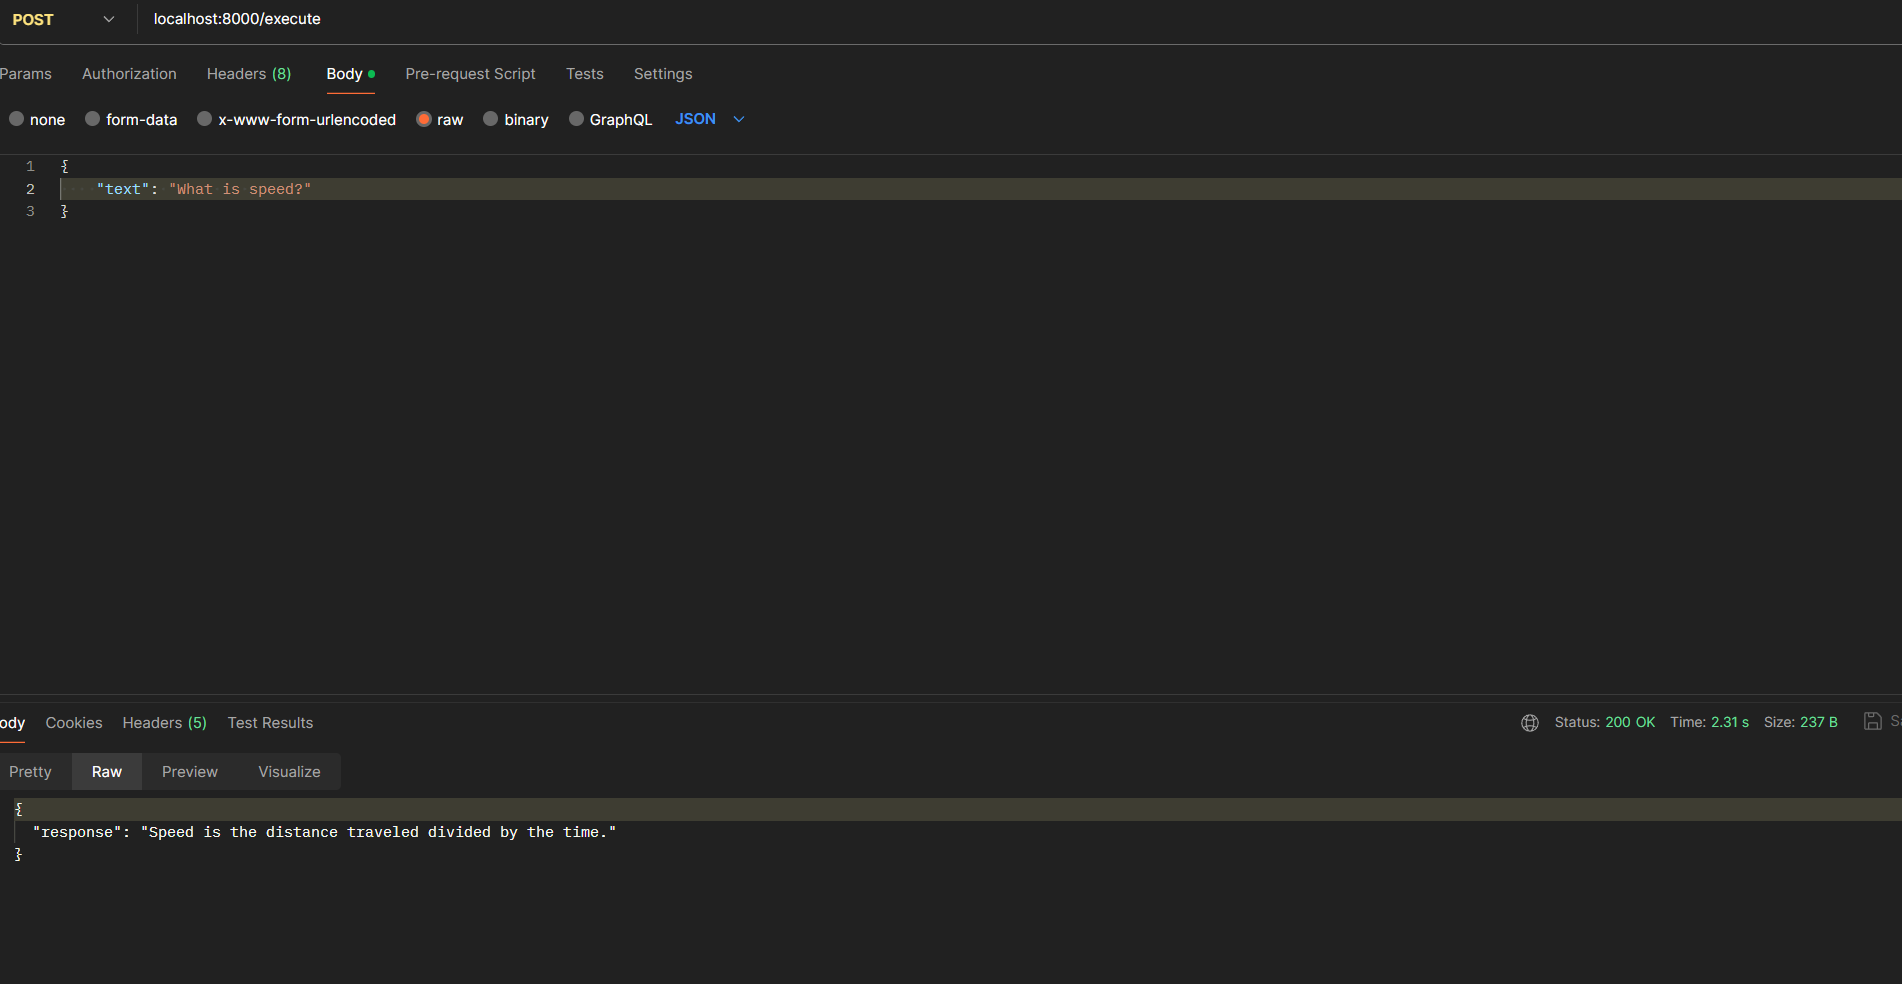 POST localhost:8000/execute
Params Authorization Headers (8) Body Pre-request Script Tests Settings
none form-data x-www-form-urlencoded raw binary GraphQL JSON
1 {
2 "text": "What is speed?"
3 }
ody Cookies Headers (5) Test Results Status: 200 OK Time: 2.31 s Size: 237 B
Pretty Raw Preview Visualize
{
"response": "Speed is the distance traveled divided by the time."
}